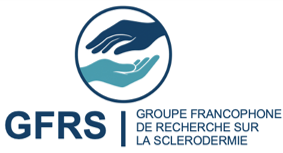 GFRS
GROUPE FRANCOPHONE
DE RECHERCHE SUR
LA SCLERODERMIE